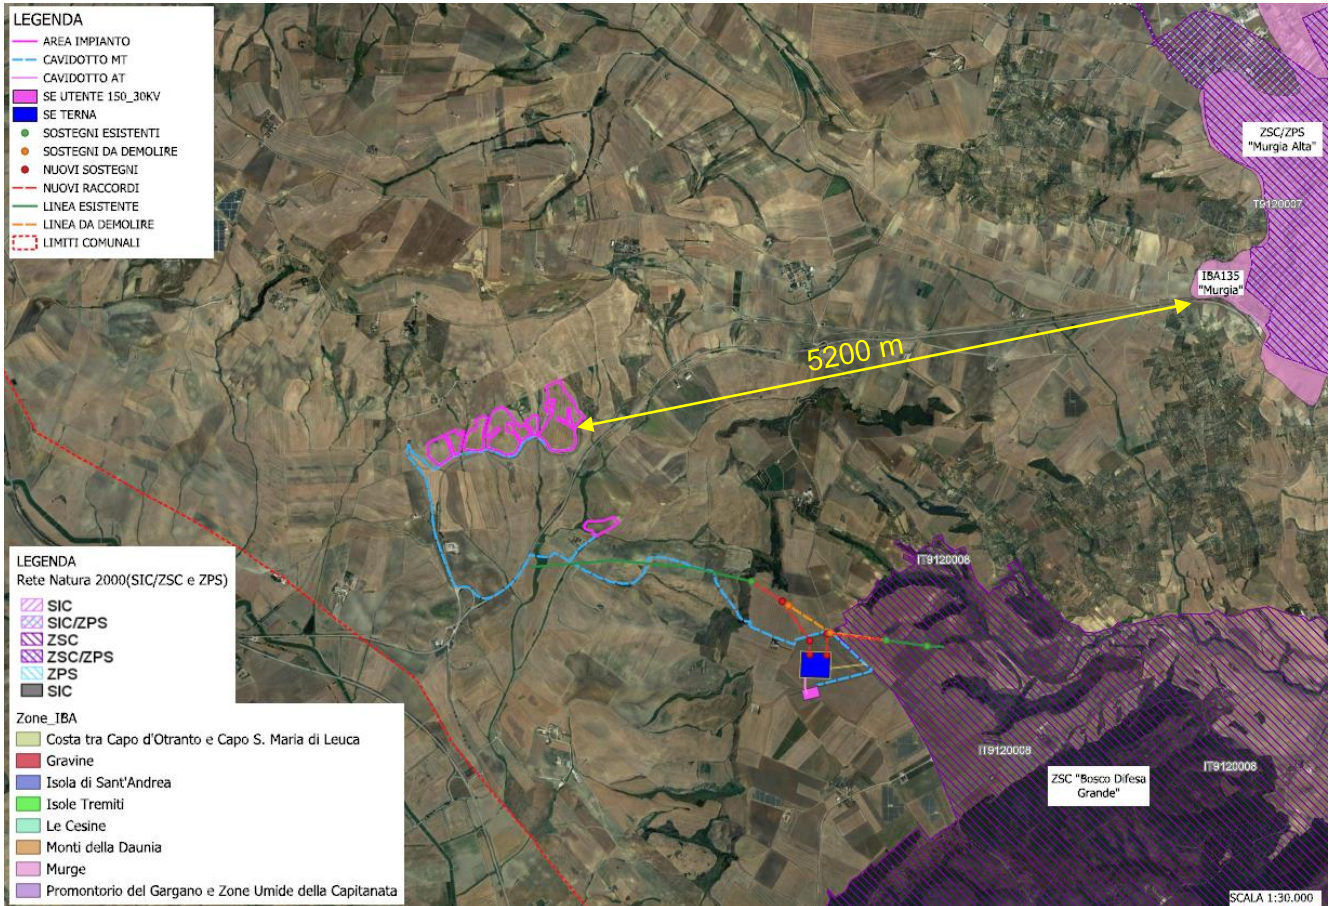 LEGENDA
AREA IMPIANTO
CAVIDOTTO MT
CAVIDOTTO AT
SE UTENTE 150_30KV
SE TERNA
SOSTEGNI ESISTENTI
SOSTEGNI DA DEMOLIRE
NUOVI SOSTEGNI
NUOVI RACCORDI
LINEA ESISTENTE
LINEA DA DEMOLIRE
LIMITI COMUNALI
ZSC/ZPS
"Murgia Alta"
IT9120007
IBA135
"Murgia"
5200 m
LEGENDA
Rete Natura 2000(SIC/ZSC e ZPS)
SIC
SIC/ZPS
ZSC
ZSC/ZPS
ZPS
SIC
Zone_IBA
Costa tra Capo d'Otranto e Capo S. Maria di Leuca
Gravine
Isola di Sant'Andrea
Isole Tremiti
Le Cesine
Monti della Daunia
Murge
Promontorio del Gargano e Zone Umide della Capitanata
IT9120008
IT9120008
IT9120008
ZSC "Bosco Difesa
Grande"
SCALA 1:30.000